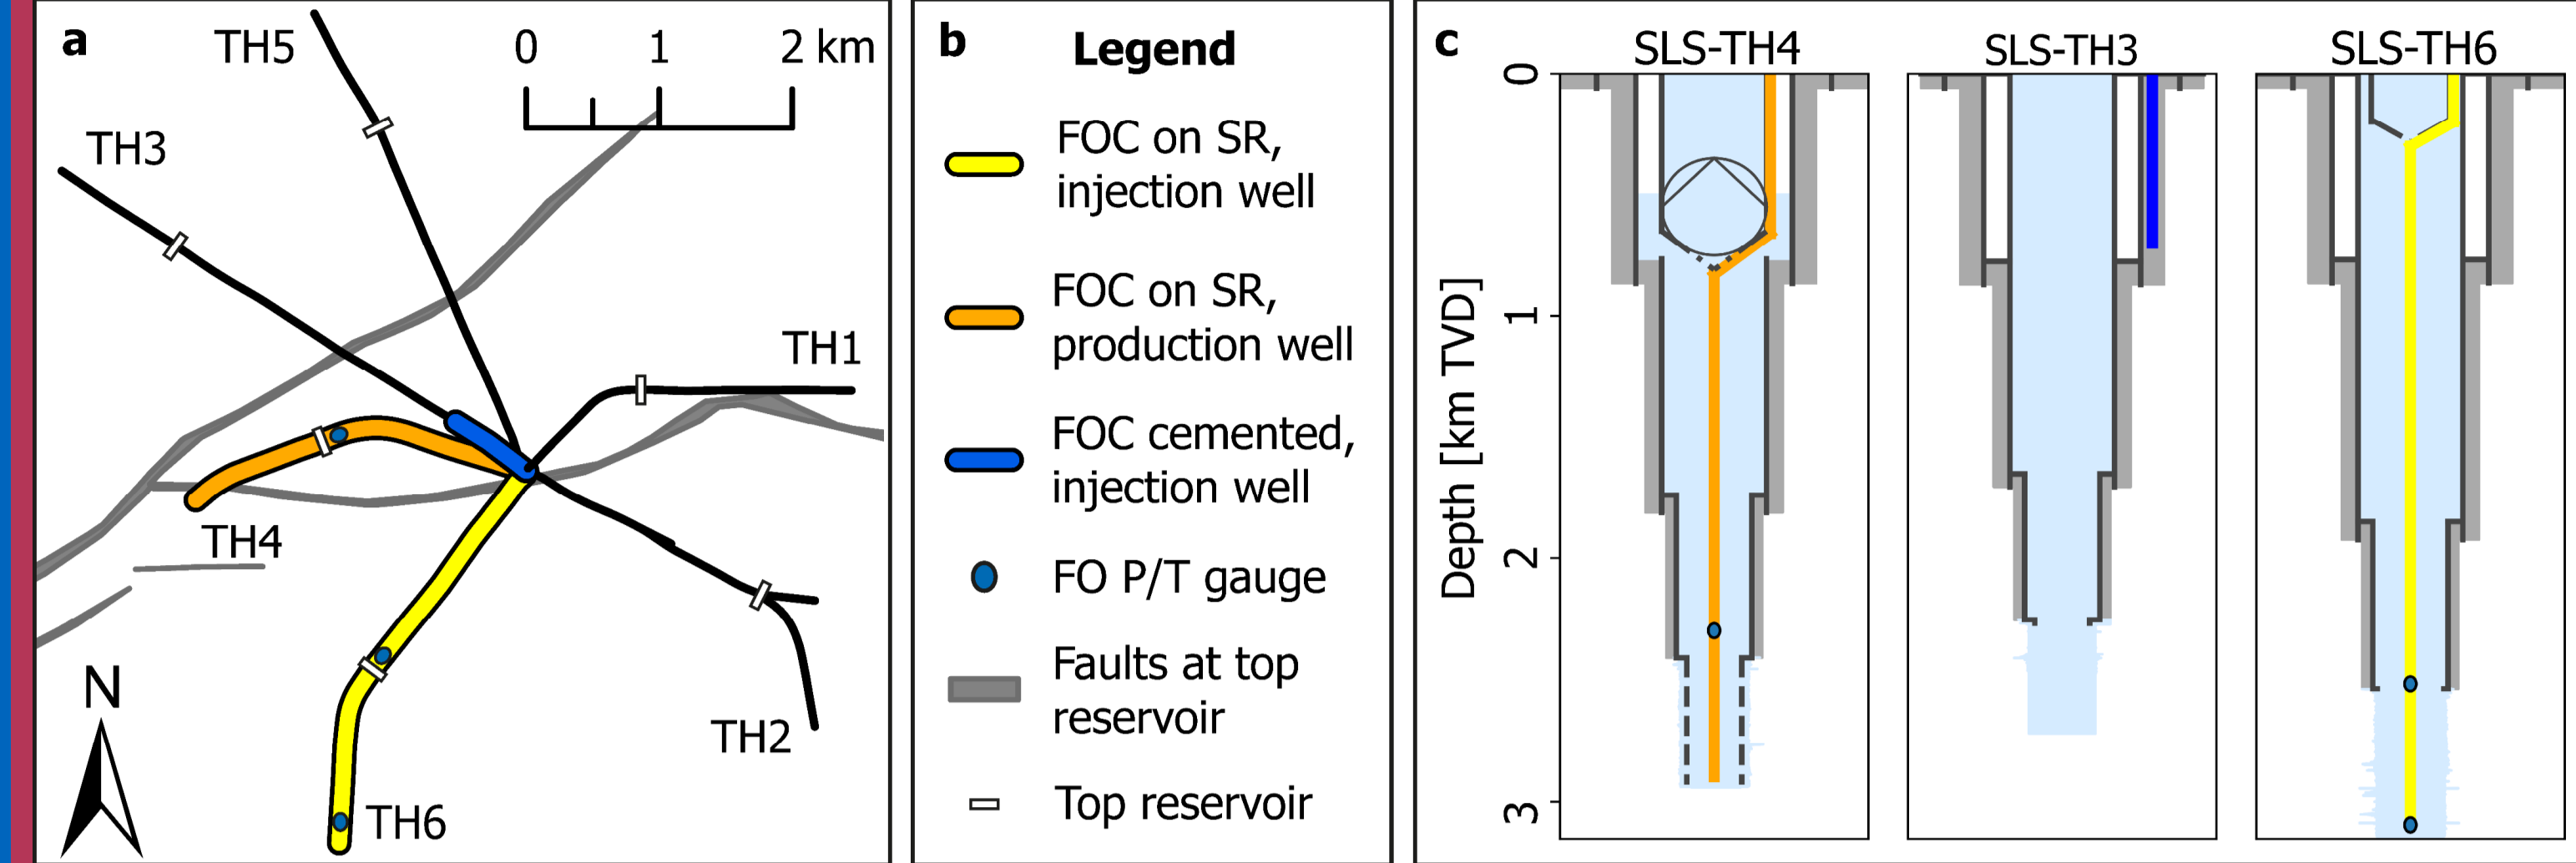 a
TH5
0 1 2 km
TH3
TH1
TH4
N
TH2
TH6
b
Legend
FOC on SR,
injection well
FOC on SR,
production well
FOC cemented,
injection well
FO P/T gauge
Faults at top
reservoir
Top reservoir
c
SLS-TH4
SLS-TH3
SLS-TH6
Depth [km TVD]
0
1
2
3